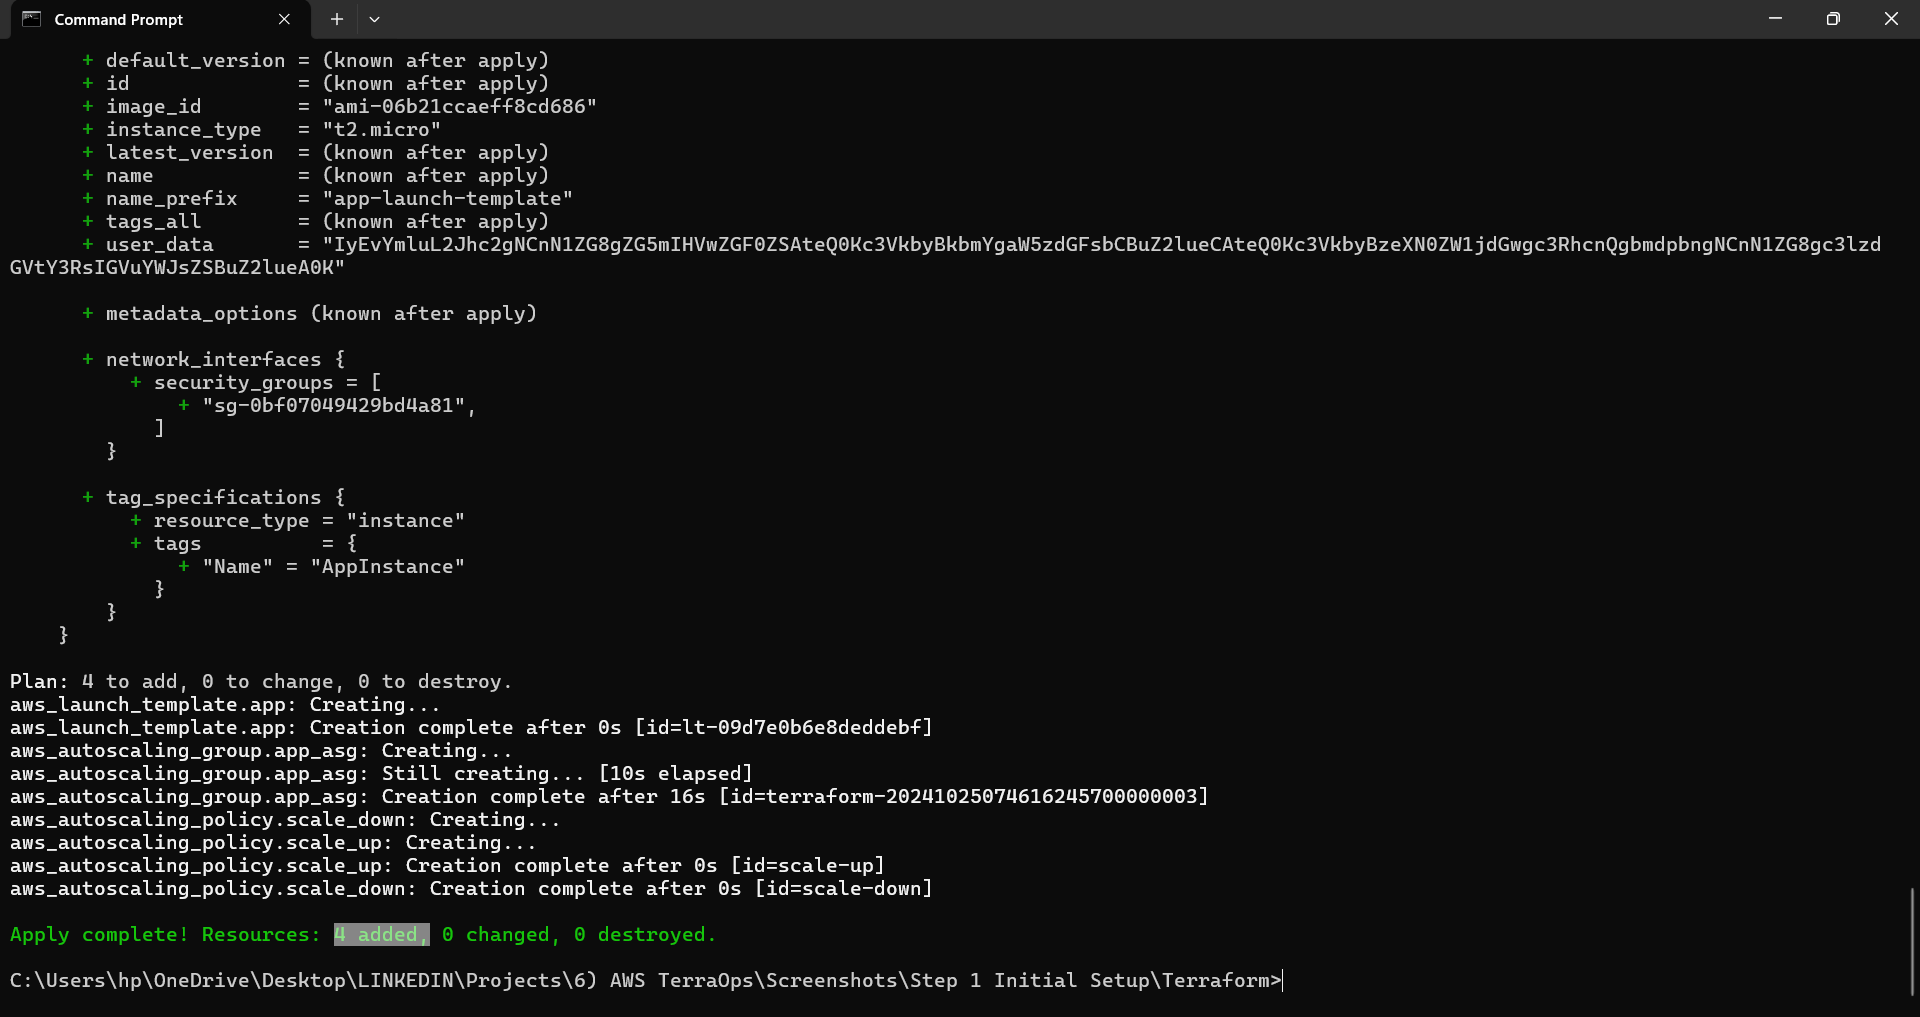 Command Prompt
+ default_version = (known after apply)
+ id = (known after apply)
+ image_id = "ami-06b21ccaeff8cd686"
+ instance_type = "t2.micro"
+ latest_version = (known after apply)
+ name = (known after apply)
+ name_prefix = "app-launch-template"
+ tags_all = (known after apply)
+ user_data = "IyEvYmluL2Jhc2gNCnN1ZG8gZG5mIHVwZGF0ZSAteQ0Kc3VkbyBkbmYgaW5zdGFsbCBuZ2lueCAteQ0Kc3VkbyBzeXN0ZW1jdGwgc3RhcnQgbmdpbngNCnN1ZG8gc3lzd
GVtY3RsIGVuYWJsZSBuZ2lueA0K"
+ metadata_options (known after apply)
+ network_interfaces {
+ security_groups = [
+ "sg-0bf07049429bd4a81",
]
}
+ tag_specifications {
+ resource_type = "instance"
+ tags = {
+ "Name" = "AppInstance"
}
}
}
Plan: 4 to add, 0 to change, 0 to destroy.
aws_launch_template.app: Creating...
aws_launch_template.app: Creation complete after 0s [id=lt-09d7e0b6e8deddebf]
aws_autoscaling_group.app_asg: Creating...
aws_autoscaling_group.app_asg: Still creating... [10s elapsed]
aws_autoscaling_group.app_asg: Creation complete after 16s [id=terraform-20241025074616245700000003]
aws_autoscaling_policy.scale_down: Creating...
aws_autoscaling_policy.scale_up: Creating...
aws_autoscaling_policy.scale_up: Creation complete after 0s [id=scale-up]
aws_autoscaling_policy.scale_down: Creation complete after 0s [id=scale-down]
Apply complete! Resources: 4 added, 0 changed, 0 destroyed.
C:\Users\hp\OneDrive\Desktop\LINKEDIN\Projects\6) AWS TerraOps\Screenshots\Step 1 Initial Setup\Terraform>